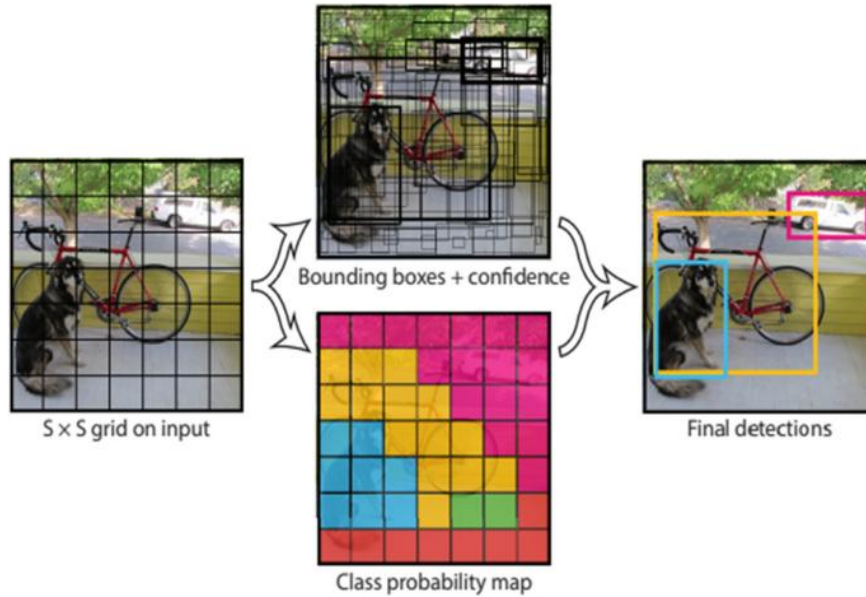 Bounding boxes + confidence
S × S grid on input
Final detections
Class probability map